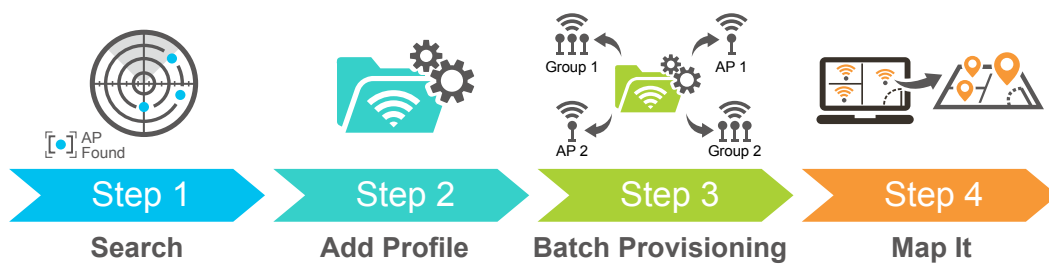 AP
Found
Group 1
AP 1
AP 2
Group 2
Step 1
Step 2
Step 3
Step 4
Search
Add Profile
Batch Provisioning
Map It